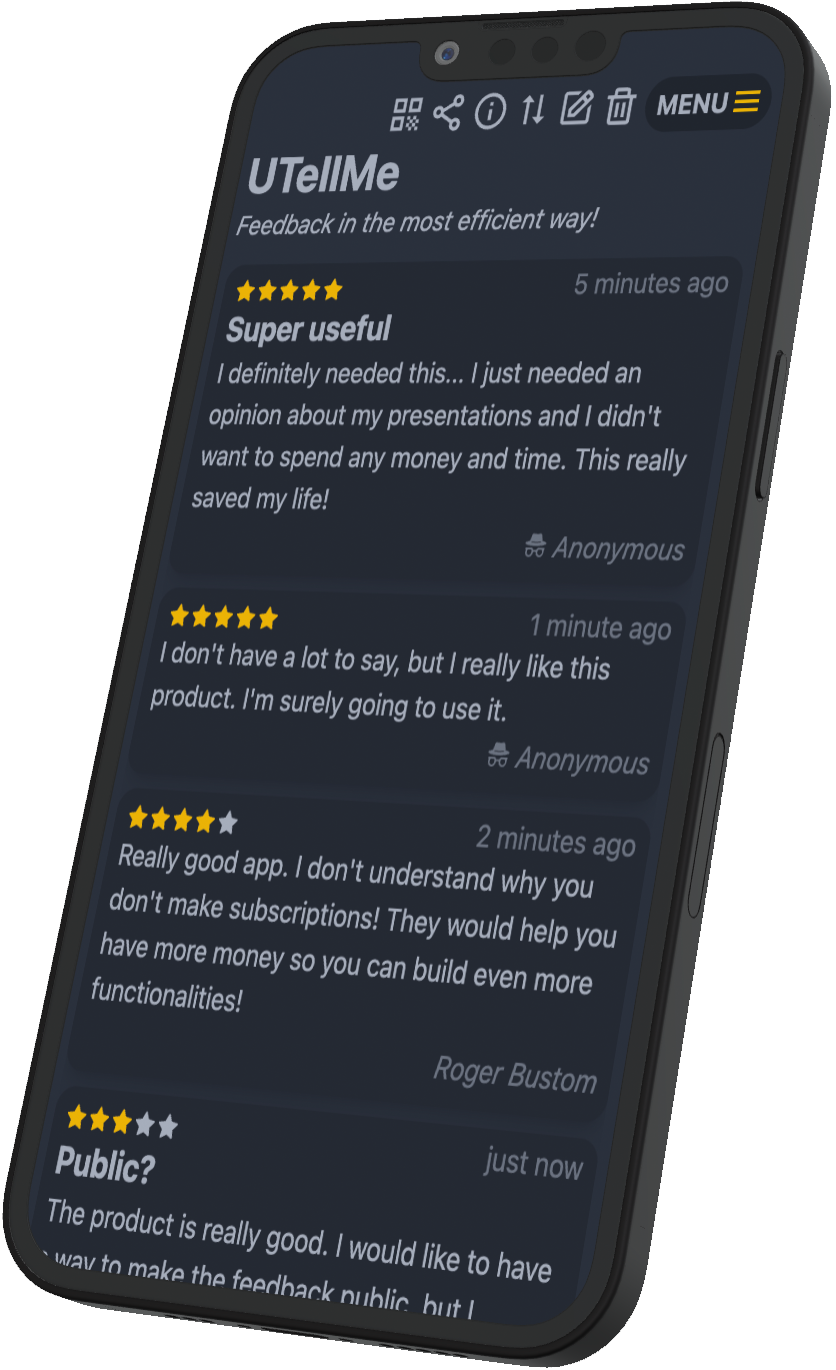 MENU
UTellMe
Feedback in the most efficient way!
5 minutes ago
Super useful
I definitely needed this... I just needed an
opinion about my presentations and I didn't
want to spend any money and time. This really
saved my life!
Anonymous
1 minute ago
I don't have a lot to say, but I really like this
product. I'm surely going to use it.
Anonymous
2 minutes ago
Really good app. I don't understand why you
don't make subscriptions! They would help you
have more money so you can build even more
functionalities!
Roger Bustom
just now
Public?
The product is really good. I would like to have
way to make the feedback public, but I